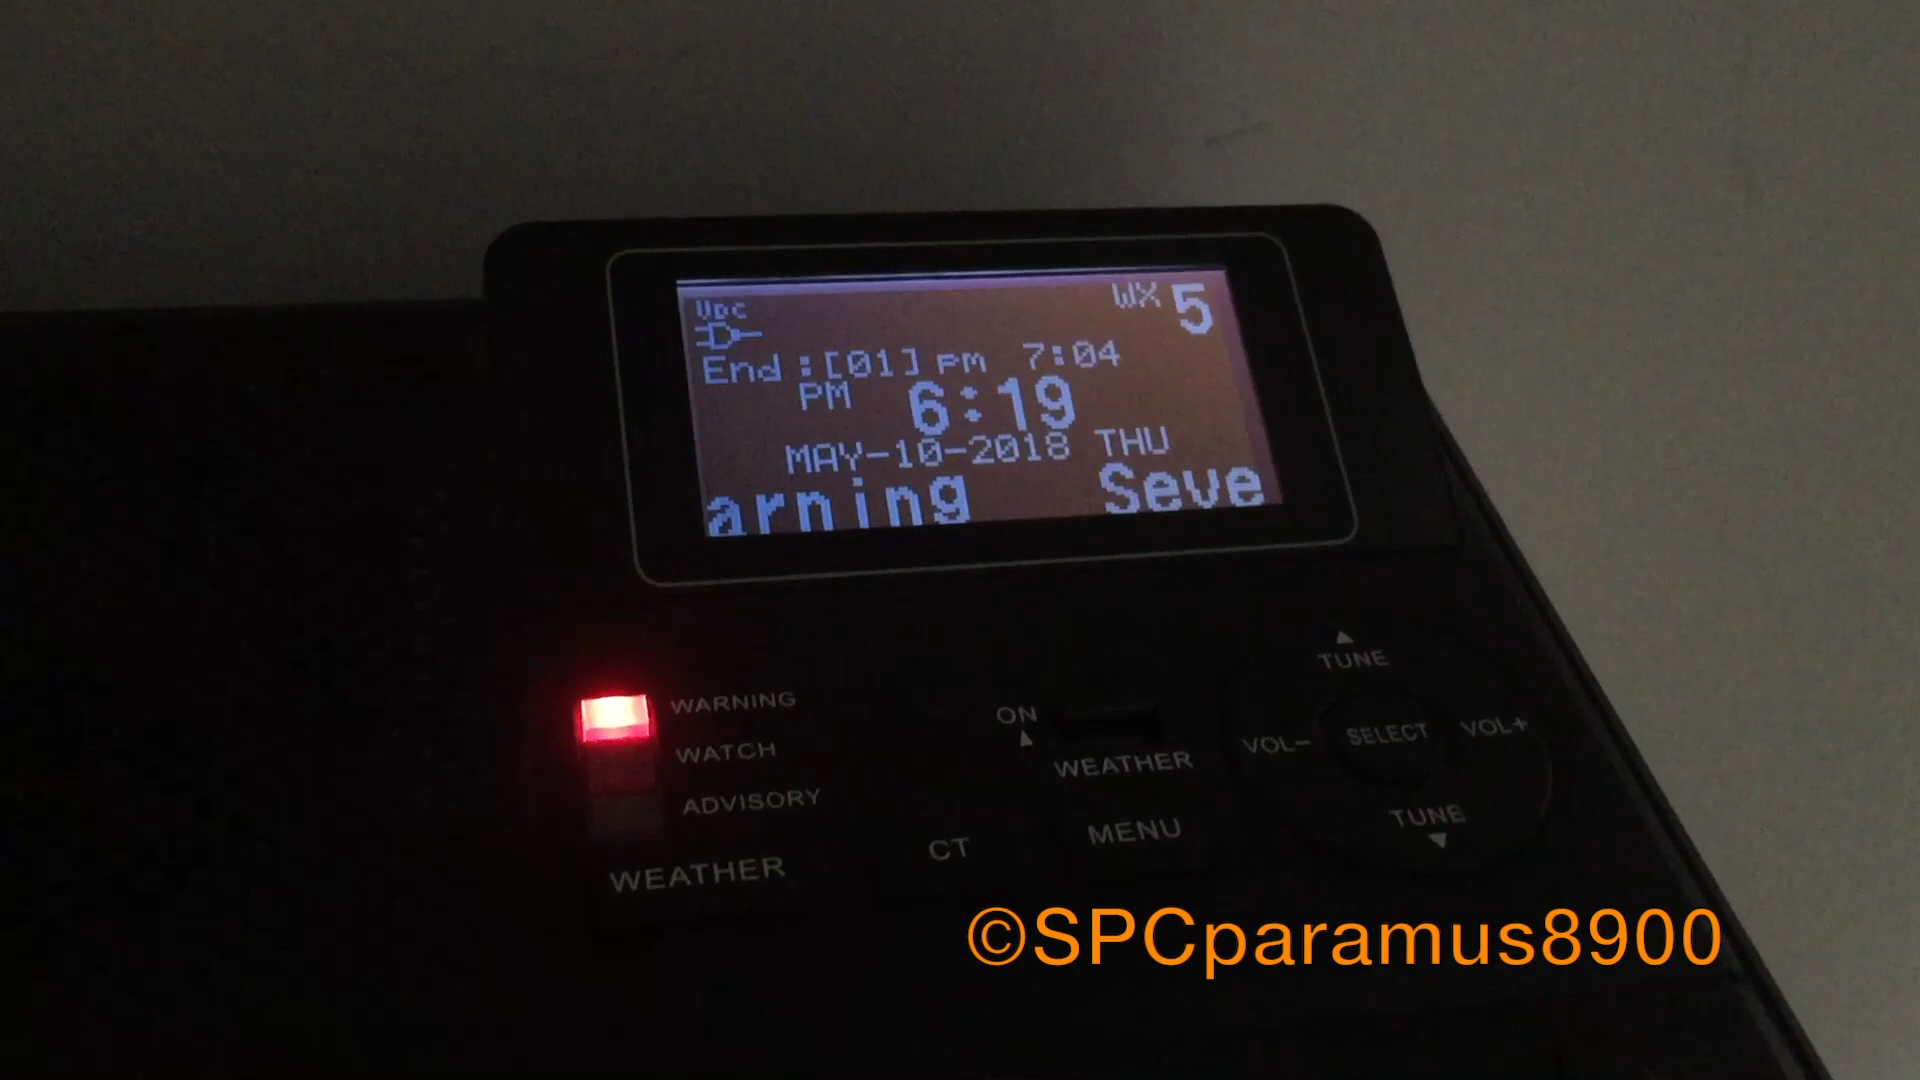 VDC
WX 5
End :[01] pm 7:04
PM 6:19
MAY-10-2018 THU
arning Seve
WARNING
WATCH
ADVISORY
WEATHER
ON
WEATHER
CT
MENU
TUNE
VOL-
SELECT
VOL+
TUNE
©SPCparamus8900